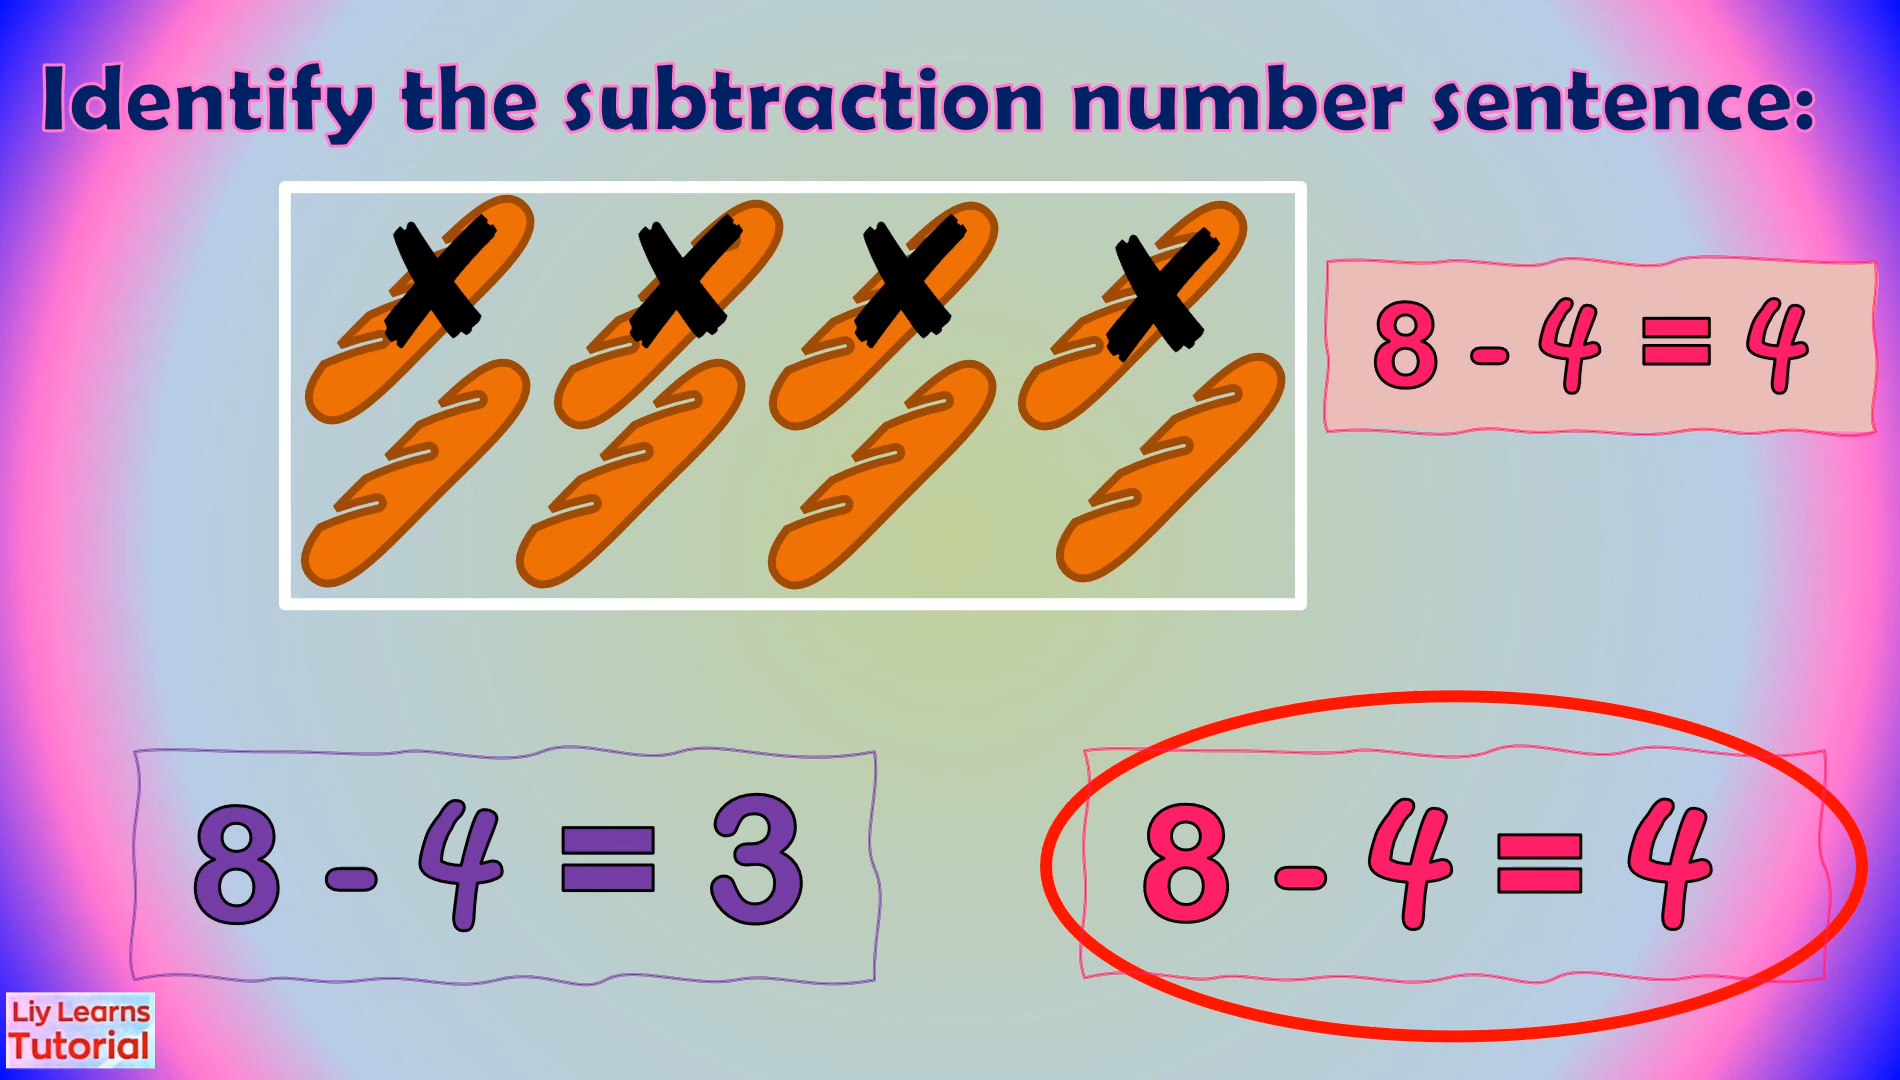 Identify the subtraction number sentence:
8 - 4 = 4
8 - 4 = 3
8 - 4 = 4
Liy Learns
Tutorial